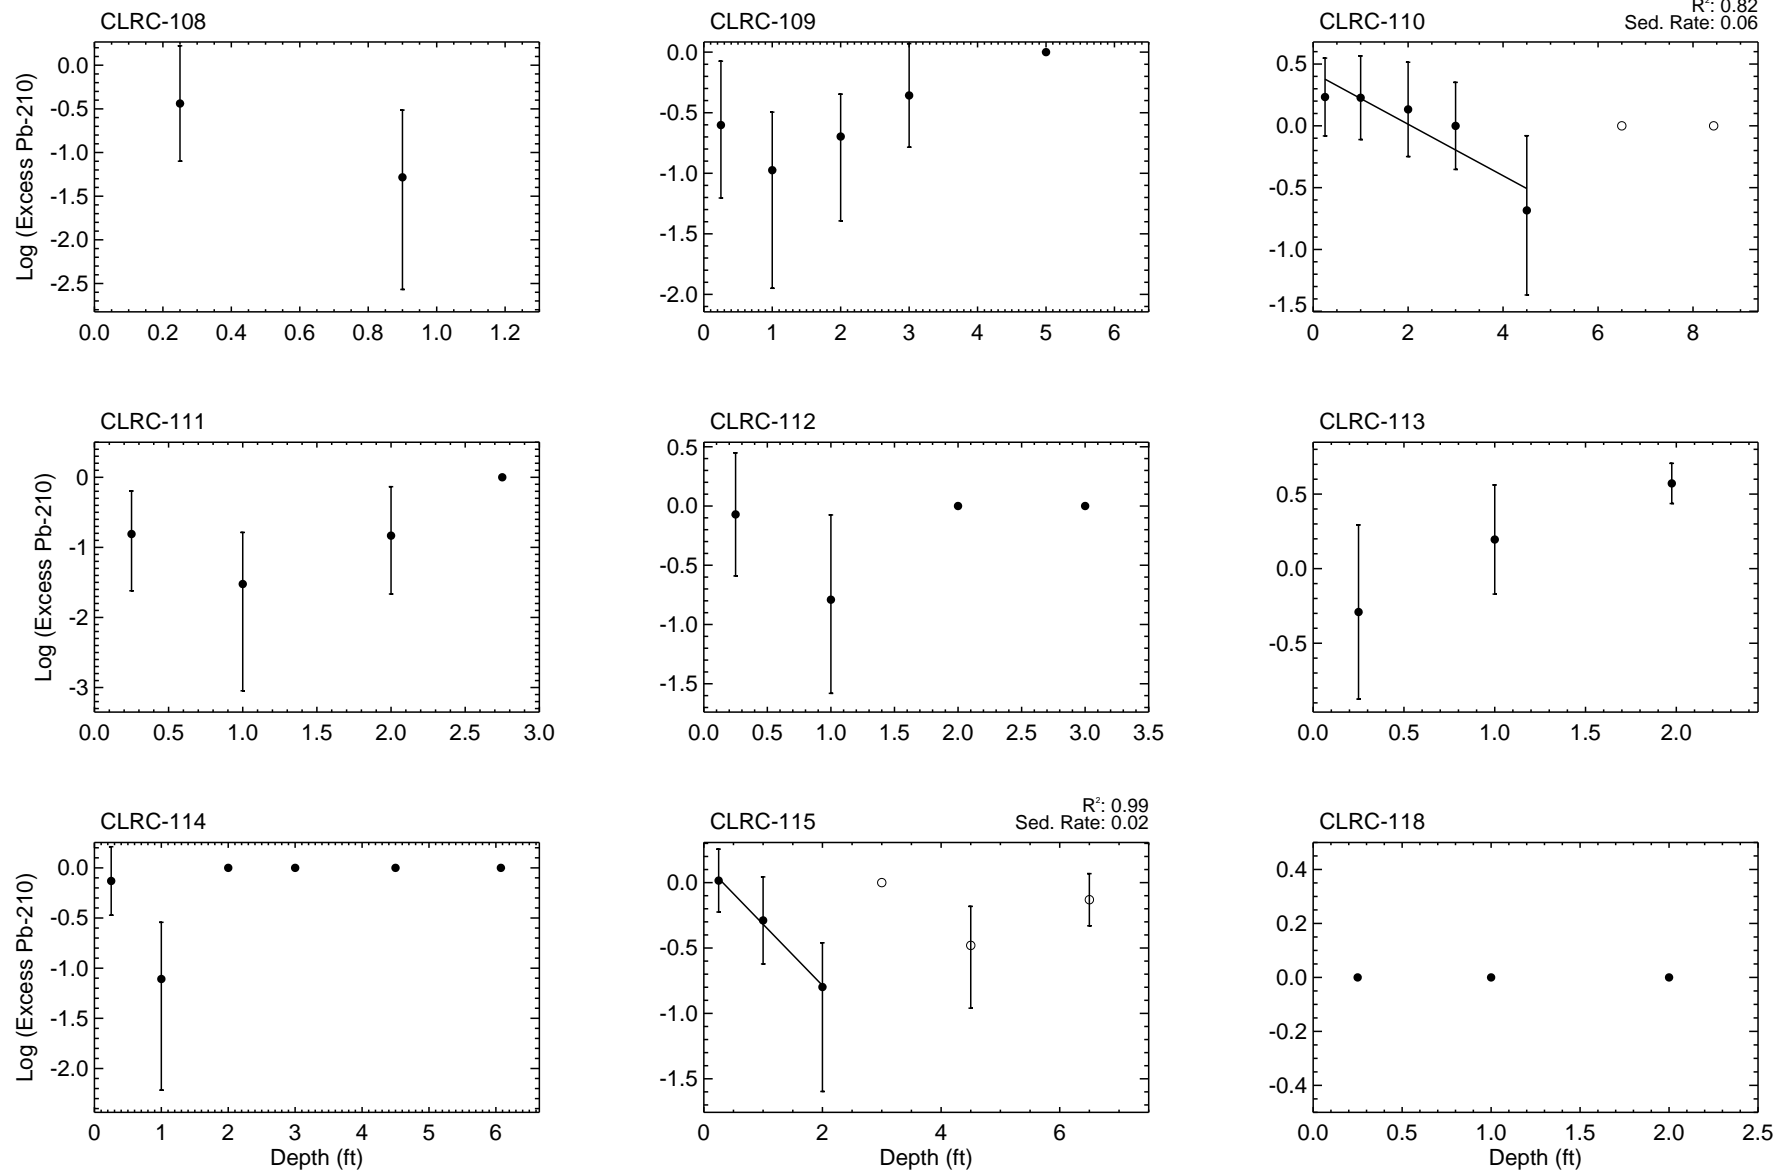 CLRC-108
Log (Excess Pb-210)
0.0
-0.5
-1.0
-1.5
-2.0
-2.5
0.0 0.2 0.4 0.6 0.8 1.0 1.2
CLRC-109
0.0
-0.5
-1.0
-1.5
-2.0
0 1 2 3 4 5 6
R²: 0.82
CLRC-110 Sed. Rate: 0.06
0.5
0.0
-0.5
-1.0
-1.5
0 2 4 6 8
CLRC-111
Log (Excess Pb-210)
0
-1
-2
-3
0.0 0.5 1.0 1.5 2.0 2.5 3.0
CLRC-112
0.5
0.0
-0.5
-1.0
-1.5
0.0 0.5 1.0 1.5 2.0 2.5 3.0 3.5
CLRC-113
0.5
0.0
-0.5
0.0 0.5 1.0 1.5 2.0
CLRC-114
Log (Excess Pb-210)
0.0
-0.5
-1.0
-1.5
-2.0
0 1 2 3 4 5 6
Depth (ft)
R²: 0.99
CLRC-115 Sed. Rate: 0.02
0.0
-0.5
-1.0
-1.5
0 2 4 6
Depth (ft)
CLRC-118
0.4
0.2
0.0
-0.2
-0.4
0.0 0.5 1.0 1.5 2.0 2.5
Depth (ft)